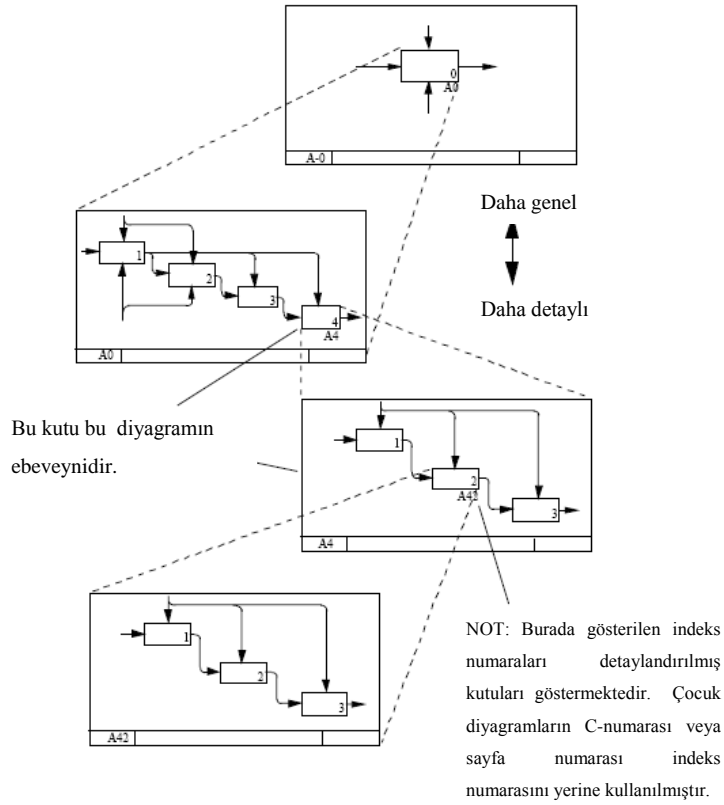 0
A0
A-0
Daha genel
Daha detaylı
1
2
3
4
A4
A0
Bu kutu bu diyagramın
ebeveynidir.
1
2
A42
3
A4
1
2
3
A42
NOT: Burada gösterilen indeks
numaraları detaylandırılmış
kutuları göstermektedir. Çocuk
diyagramların C-numarası veya
sayfa numarası indeks
numarasını yerine kullanılmıştır.